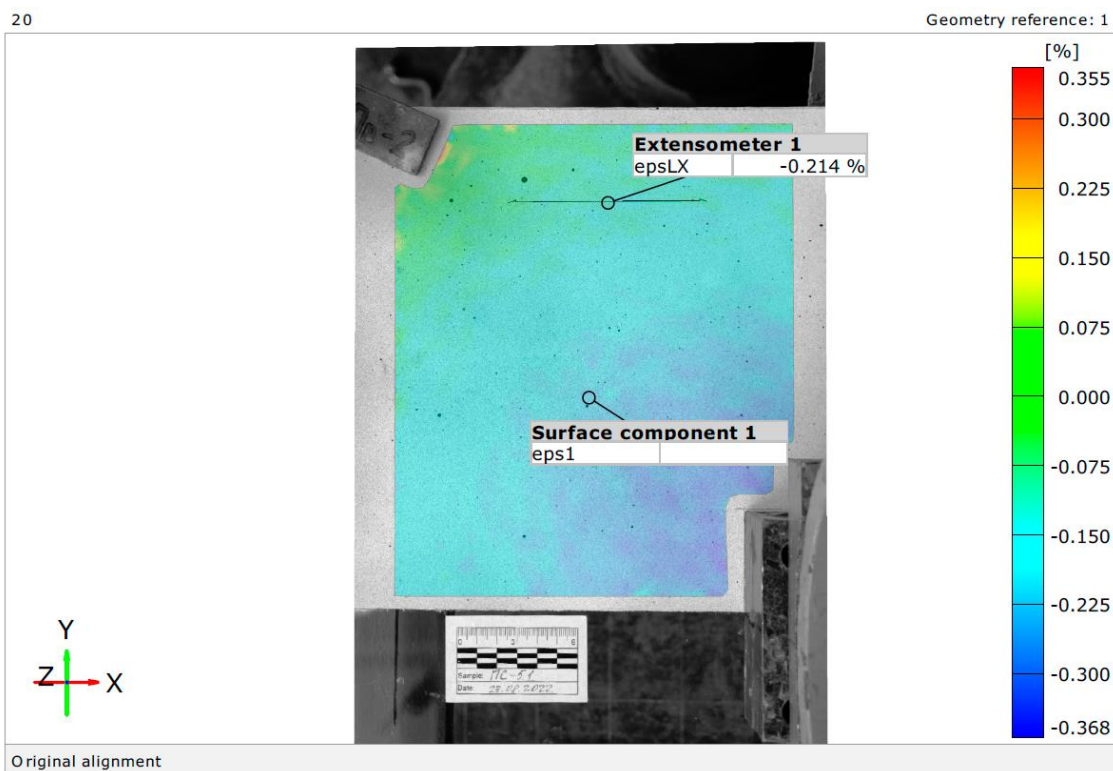 20
Geometry reference: 1
[%]
0.355
0.300
0.225
0.150
0.075
0.000
-0.075
-0.150
-0.225
-0.300
-0.368
Extensometer 1
epsLX -0.214 %
Surface component 1
eps1
Y
Z X
Sample:
Date 2022
Original alignment